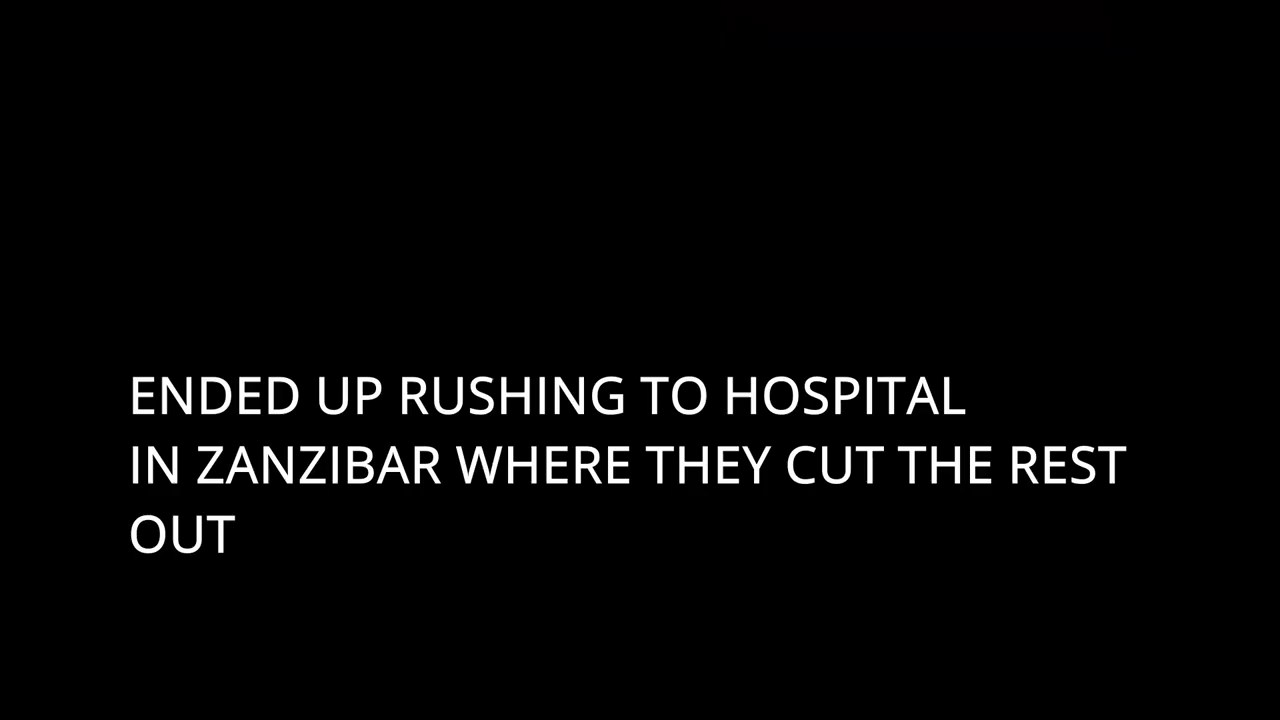 ENDED UP RUSHING TO HOSPITAL
IN ZANZIBAR WHERE THEY CUT THE REST
OUT